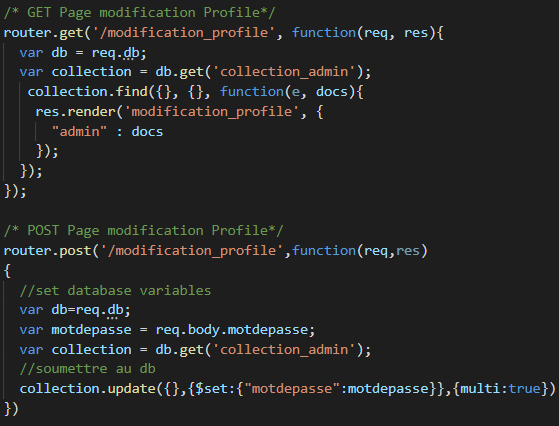 /* GET Page modification Profile*/
router.get('/modification_profile', function(req, res){
  var db = req.db;
  var collection = db.get('collection_admin');
   collection.find({}, {}, function(e, docs){
    res.render('modification_profile', {
      "admin" : docs
    });
  });
});

/* POST Page modification Profile*/
router.post('/modification_profile',function(req,res)
{
  //set database variables
  var db=req.db;
  var motdepasse = req.body.motdepasse;
  var collection = db.get('collection_admin');
  //soumettre au db
  collection.update({},{$set:{"motdepasse":motdepasse}},{multi:true})
})